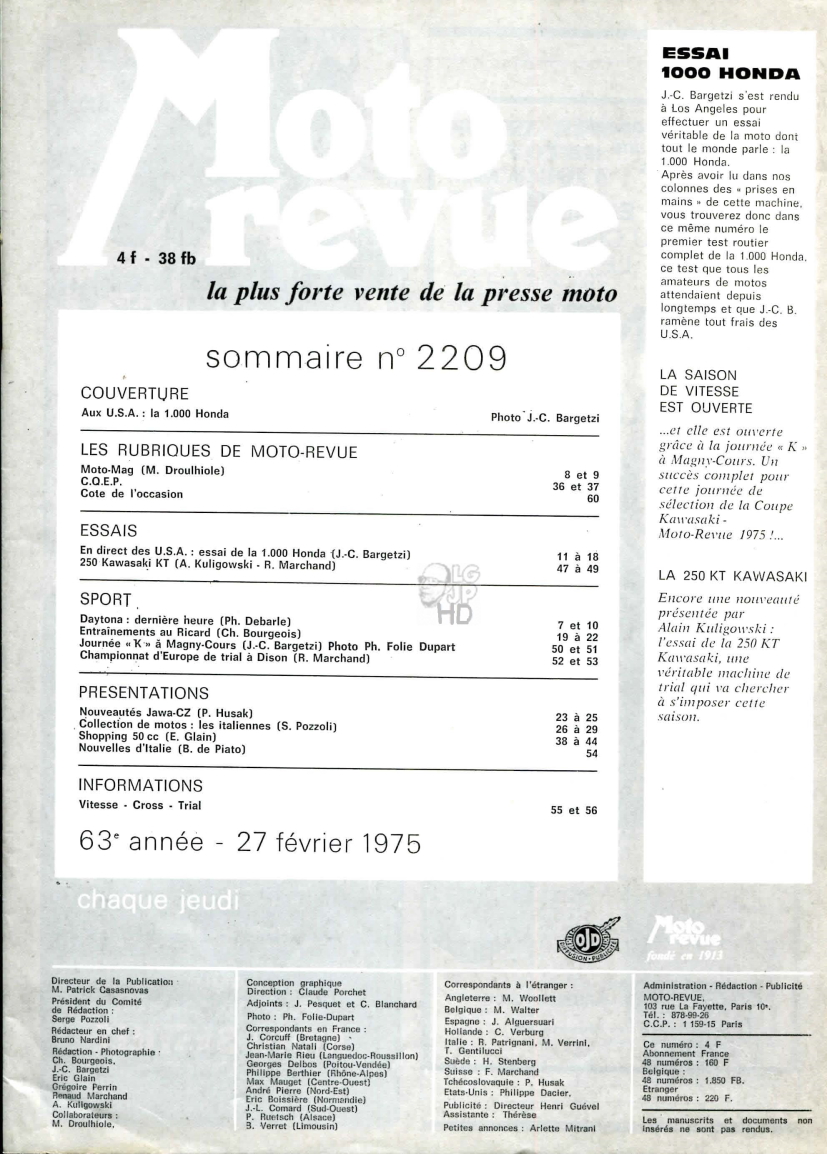 Moto
revue
4 f - 38 fb
la plus forte vente de la presse moto
sommaire n° 2209
COUVERTURE
Aux U.S.A. : la 1.000 Honda Photo J.-C. Bargetzi
LES RUBRIQUES DE MOTO-REVUE
Moto-Mag (M. Droulhiole) 8 et 9
C.Q.E.P. 36 et 37
Cote de l'occasion 60
ESSAIS
En direct des U.S.A. : essai de la 1.000 Honda (J.-C. Bargetzi) 11 à 18
250 Kawasaki KT (A. Kuligowski - R. Marchand) 47 à 49
SPORT
Daytona : dernière heure (Ph. Debarle) 7 et 10
Entrainements au Ricard (Ch. Bourgeois) 19 à 22
Journée « K » à Magny-Cours (J.-C. Bargetzi) Photo Ph. Folie Dupart 50 et 51
Championnat d'Europe de trial à Dison (R. Marchand) 52 et 53
PRESENTATIONS
Nouveautés Jawa-CZ (P. Husak) 23 à 25
Collection de motos : les italiennes (S. Pozzoli) 26 à 29
Shopping 50 cc (E. Glain) 38 à 44
Nouvelles d'Italie (B. de Piato) 54
INFORMATIONS
Vitesse - Cross - Trial 55 et 56
63e année - 27 février 1975
chaque jeudi
LG
JP
HD
ESSAI
1000 HONDA
J.-C. Bargetzi s'est rendu
à Los Angeles pour
effectuer un essai
véritable de la moto dont
tout le monde parle : la
1.000 Honda.
Après avoir lu dans nos
colonnes des « prises en
mains » de cette machine,
vous trouverez donc dans
ce même numéro le
premier test routier
complet de la 1.000 Honda,
ce test que tous les
amateurs de motos
attendaient depuis
longtemps et que J.-C. B.
ramène tout frais des
U.S.A.
LA SAISON
DE VITESSE
EST OUVERTE
...et elle est ouverte
grâce à la journée « K »
à Magny-Cours. Un
succès complet pour
cette journée de
sélection de la Coupe
Kawasaki -
Moto-Revue 1975 !...
LA 250 KT KAWASAKI
Encore une nouveauté
présentée par
Alain Kuligowski :
l'essai de la 250 KT
Kawasaki, une
véritable machine de
trial qui va chercher
à s'imposer cette
saison.
OJD
DIFFUSION-PUBLICITÉ
Moto
revue
fondé en 1913
Directeur de la Publication
M. Patrick Casasnovas
Président du Comité
de Rédaction :
Serge Pozzoli
Rédacteur en chef :
Bruno Nardini
Rédaction - Photographie :
Ch. Bourgeois,
J.-C. Bargetzi
Eric Glain
Grégoire Perrin
Renaud Marchand
A. Kuligowski
Collaborateurs :
M. Droulhiole,
Conception graphique
Direction : Claude Porchet
Adjoints : J. Pesquet et C. Blanchard
Photo : Ph. Folie-Dupart
Correspondants en France :
J. Corcuff (Bretagne)
Christian Natali (Corse)
Jean-Marie Rieu (Languedoc-Roussillon)
Georges Delbos (Poitou-Vendée)
Philippe Berthier (Rhône-Alpes)
Max Mauget (Centre-Ouest)
André Pierre (Nord-Est)
Eric Boissière (Normandie)
J.-L. Comard (Sud-Ouest)
P. Ruetsch (Alsace)
B. Verret (Limousin)
Correspondants à l'étranger :
Angleterre : M. Woollett
Belgique : M. Walter
Espagne : J. Alguersuari
Hollande : C. Verburg
Italie : R. Patrignani, M. Verrini,
T. Gentilucci
Suède : H. Stenberg
Suisse : F. Marchand
Tchécoslovaquie : P. Husak
Etats-Unis : Philippe Dacier,
Publicité : Directeur Henri Guével
Assistante : Thérèse
Petites annonces : Arlette Mitrani
Administration - Rédaction - Publicité
MOTO-REVUE,
103 rue La Fayette, Paris 10e.
Tél. : 878-99-26
C.C.P. : 1 159-15 Paris
Ce numéro : 4 F
Abonnement France
48 numéros : 160 F
Belgique :
48 numéros : 1.850 FB.
Etranger
48 numéros : 220 F.
Les manuscrits et documents non
insérés ne sont pas rendus.